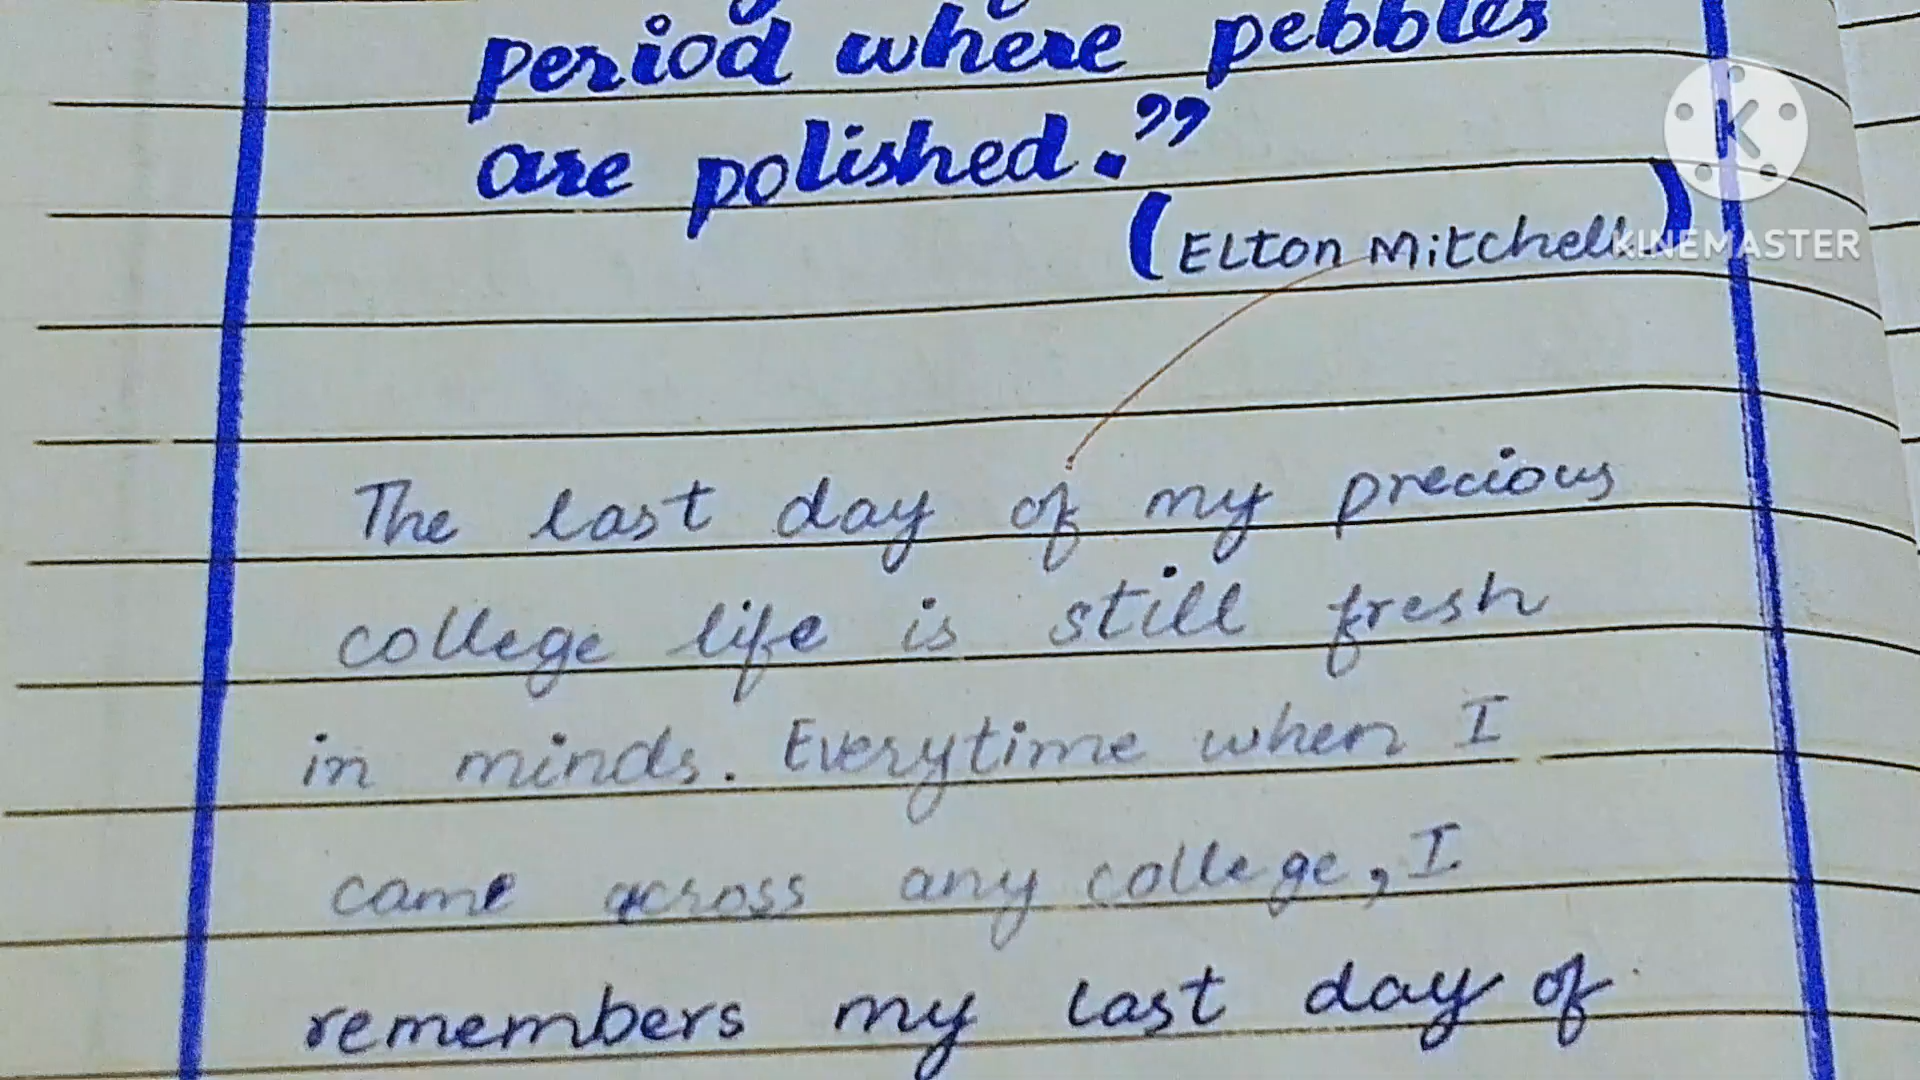 period where pebbles
are polished."
(Elton Mitchell)
K
KINEMASTER
The last day of my precious
college life is still fresh
in minds. Everytime when I
came across any college, I
remembers my last day of